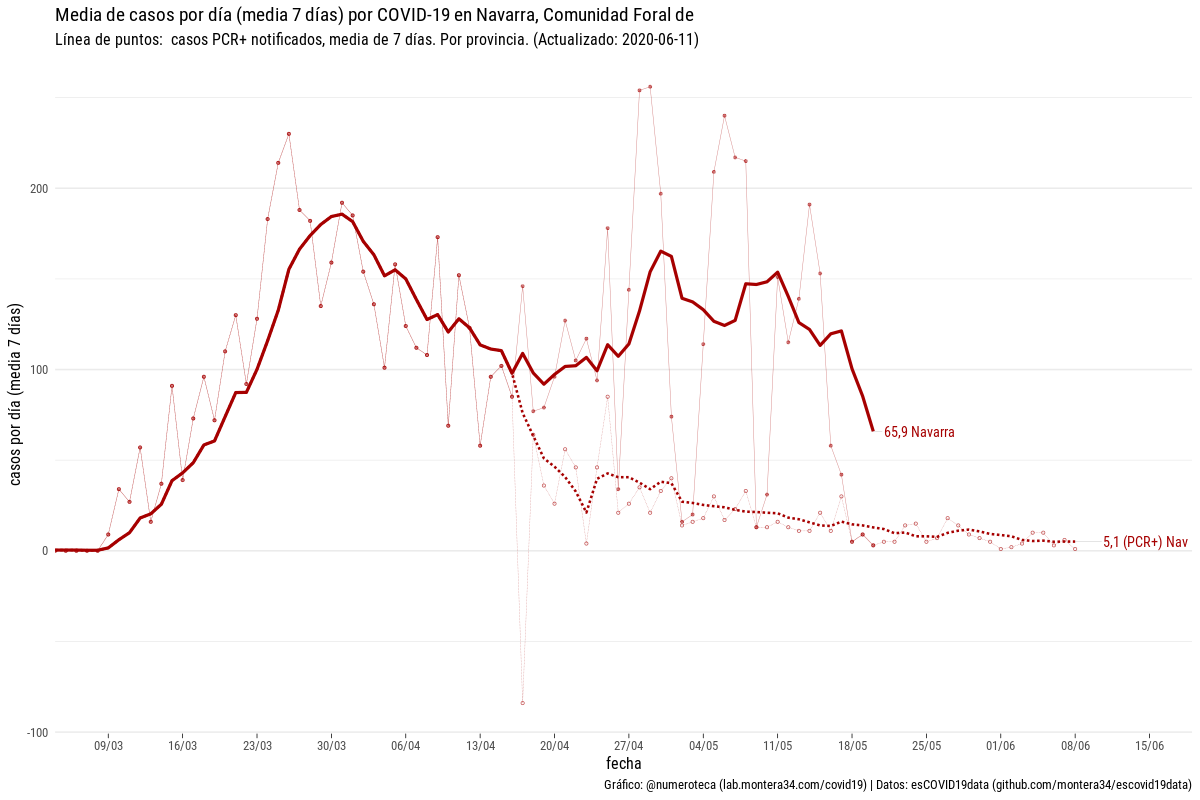 Media de casos por día (media 7 días) por COVID-19 en Navarra, Comunidad Foral de
Línea de puntos:  casos PCR+ notificados, media de 7 días. Por provincia. (Actualizado: 2020-06-11)
casos por día (media 7 días)
200
100
0
-100
65,9 Navarra
5,1 (PCR+) Nav
09/03 16/03 23/03 30/03 06/04 13/04 20/04 27/04 04/05 11/05 18/05 25/05 01/06 08/06 15/06
fecha
Gráfico: @numeroteca (lab.montera34.com/covid19) | Datos: esCOVID19data (github.com/montera34/escovid19data)